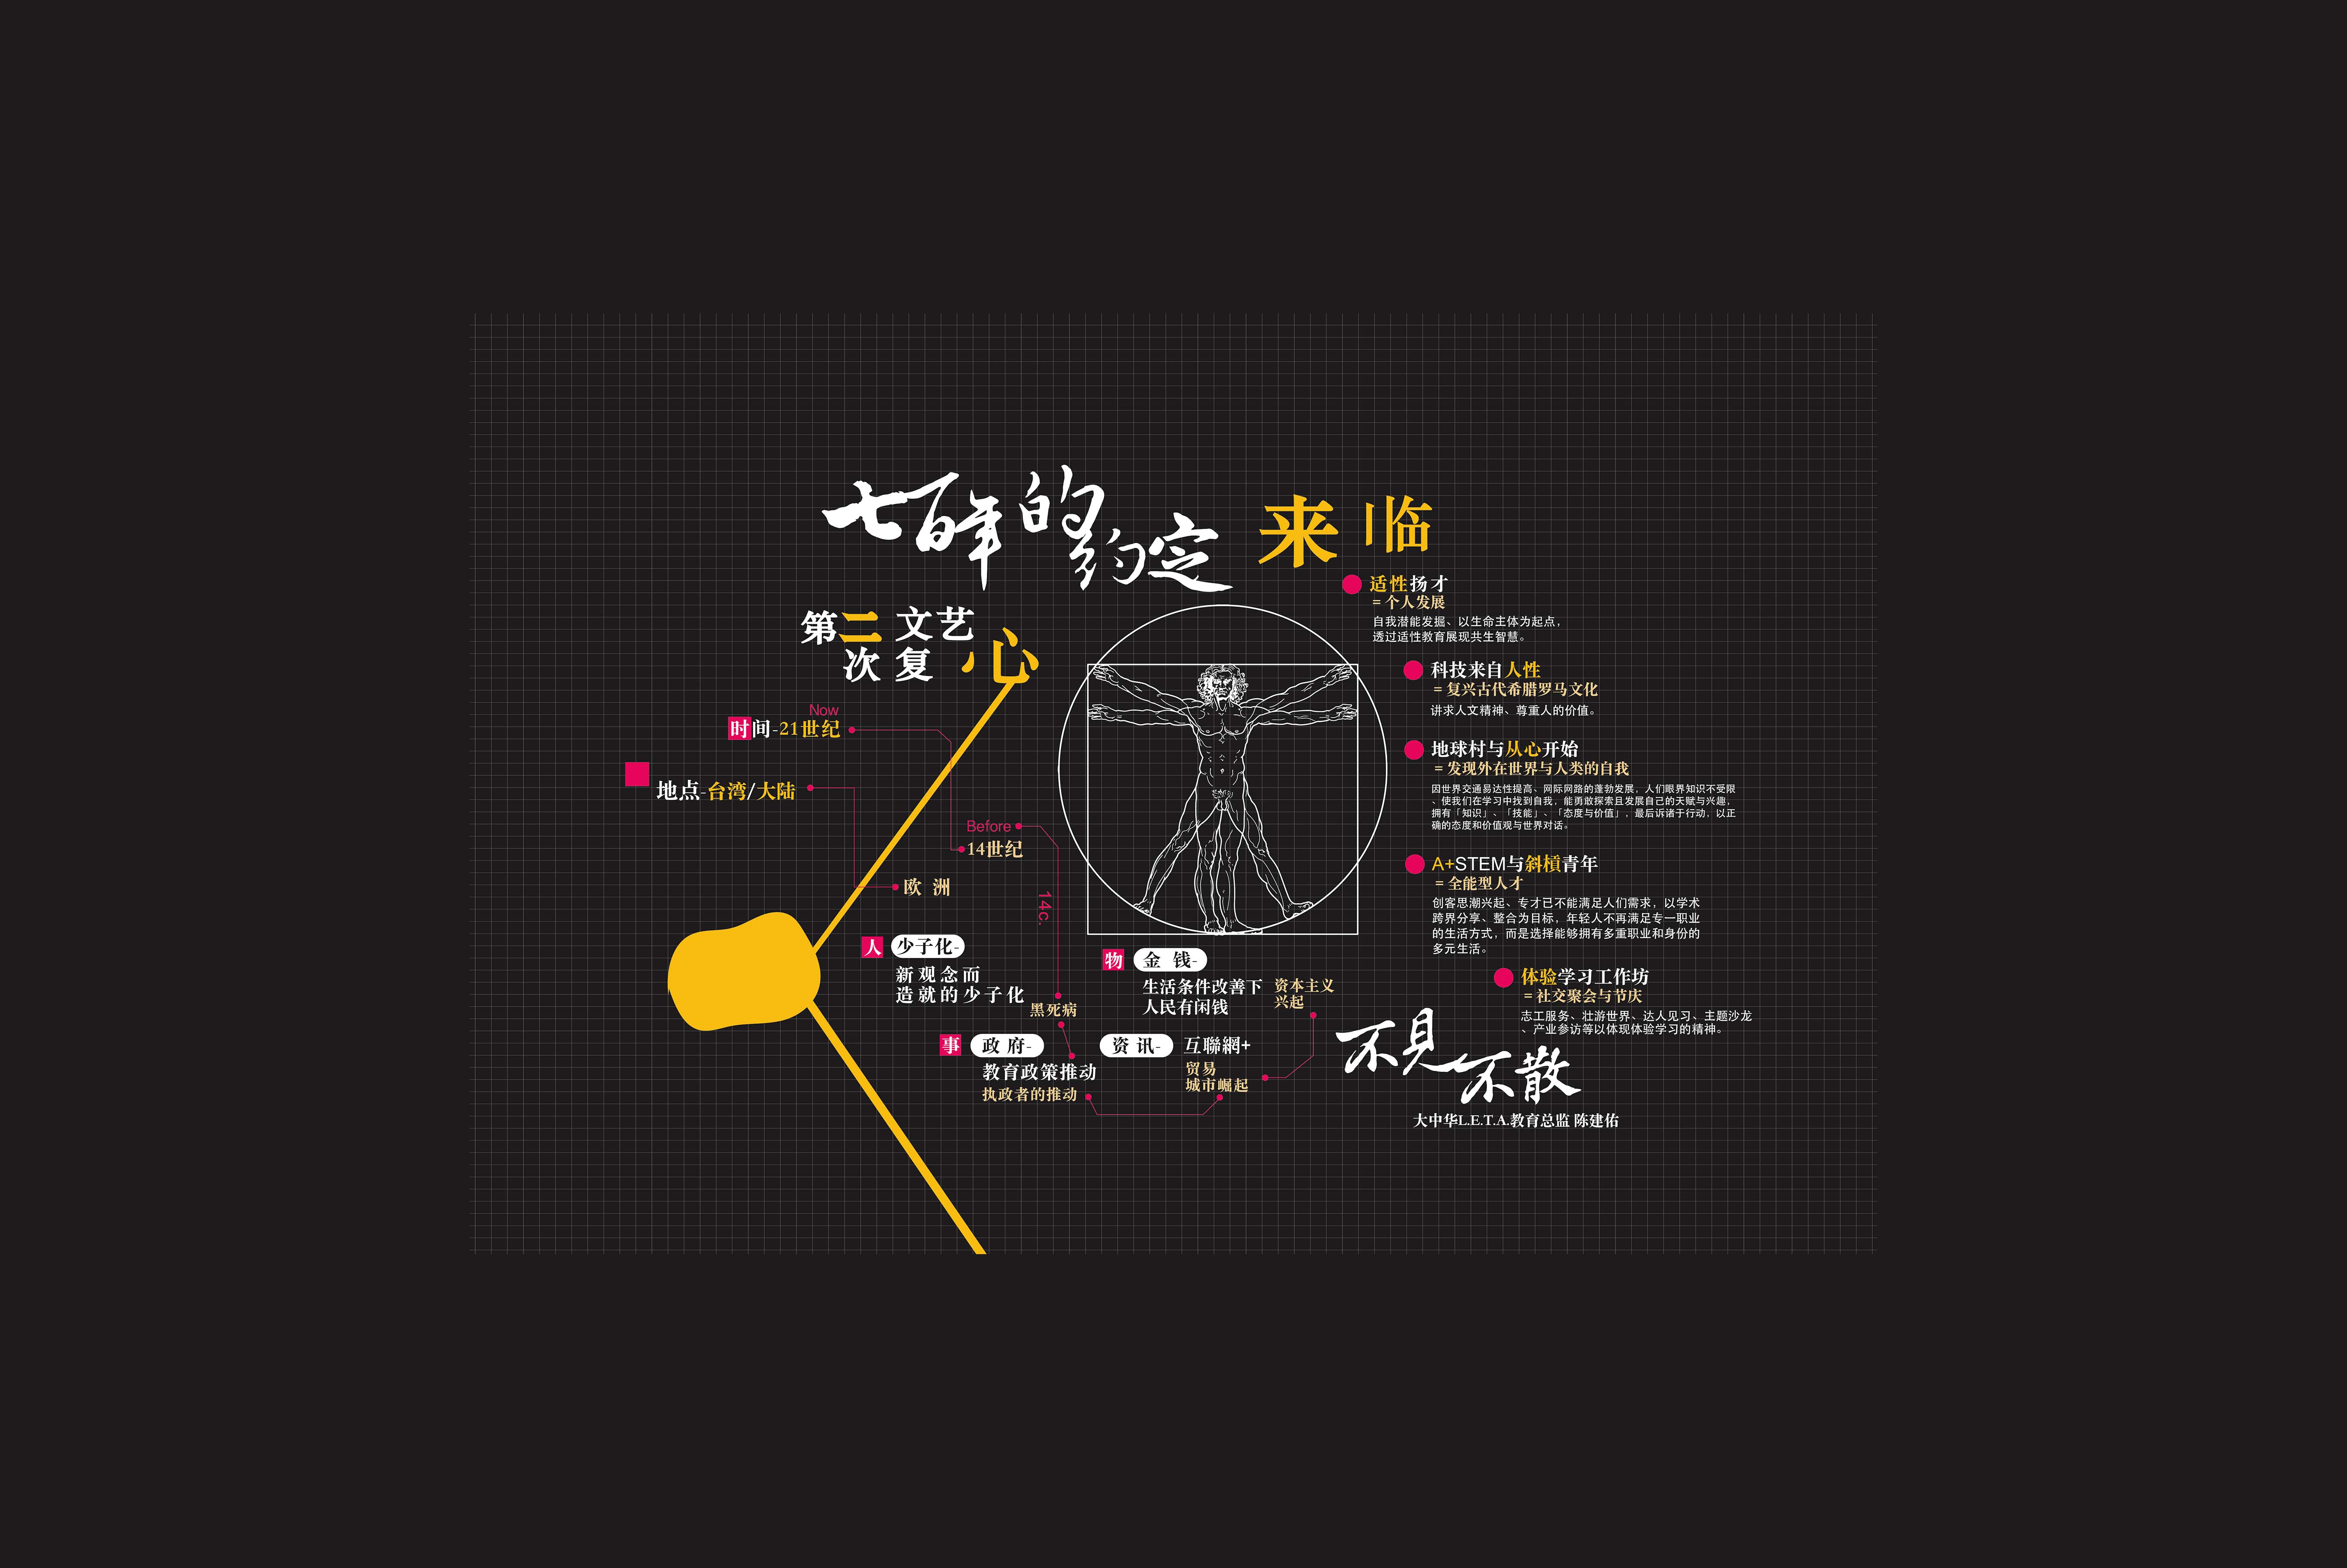 七百年的约定 来临
第二次 文艺复心
Now
时间-21世纪
地点-台湾/大陆
Before
14世纪
欧 洲
14c.
人 少子化-
新观念而
造就的少子化
黑死病
事 政 府-
教育政策推动
执政者的推动
物 金 钱-
生活条件改善下
人民有闲钱
资本主义
兴起
资 讯- 互聯網+
贸易
城市崛起
适性扬才
=个人发展
自我潜能发掘、以生命主体为起点，
透过适性教育展现共生智慧。
科技来自人性
=复兴古代希腊罗马文化
讲求人文精神、尊重人的价值。
地球村与从心开始
=发现外在世界与人类的自我
因世界交通易达性提高、网际网路的蓬勃发展，人们眼界知识不受限
、使我们在学习中找到自我，能勇敢探索且发展自己的天赋与兴趣，
拥有「知识」、「技能」、「态度与价值」，最后诉诸于行动，以正
确的态度和价值观与世界对话。
A+STEM与斜槓青年
=全能型人才
创客思潮兴起、专才已不能满足人们需求，以学术
跨界分享、整合为目标，年轻人不再满足专一职业
的生活方式，而是选择能够拥有多重职业和身份的
多元生活。
体验学习工作坊
=社交聚会与节庆
志工服务、壮游世界、达人见习、主题沙龙
、产业参访等以体现体验学习的精神。
不見不散
大中华L.E.T.A.教育总监 陈建佑